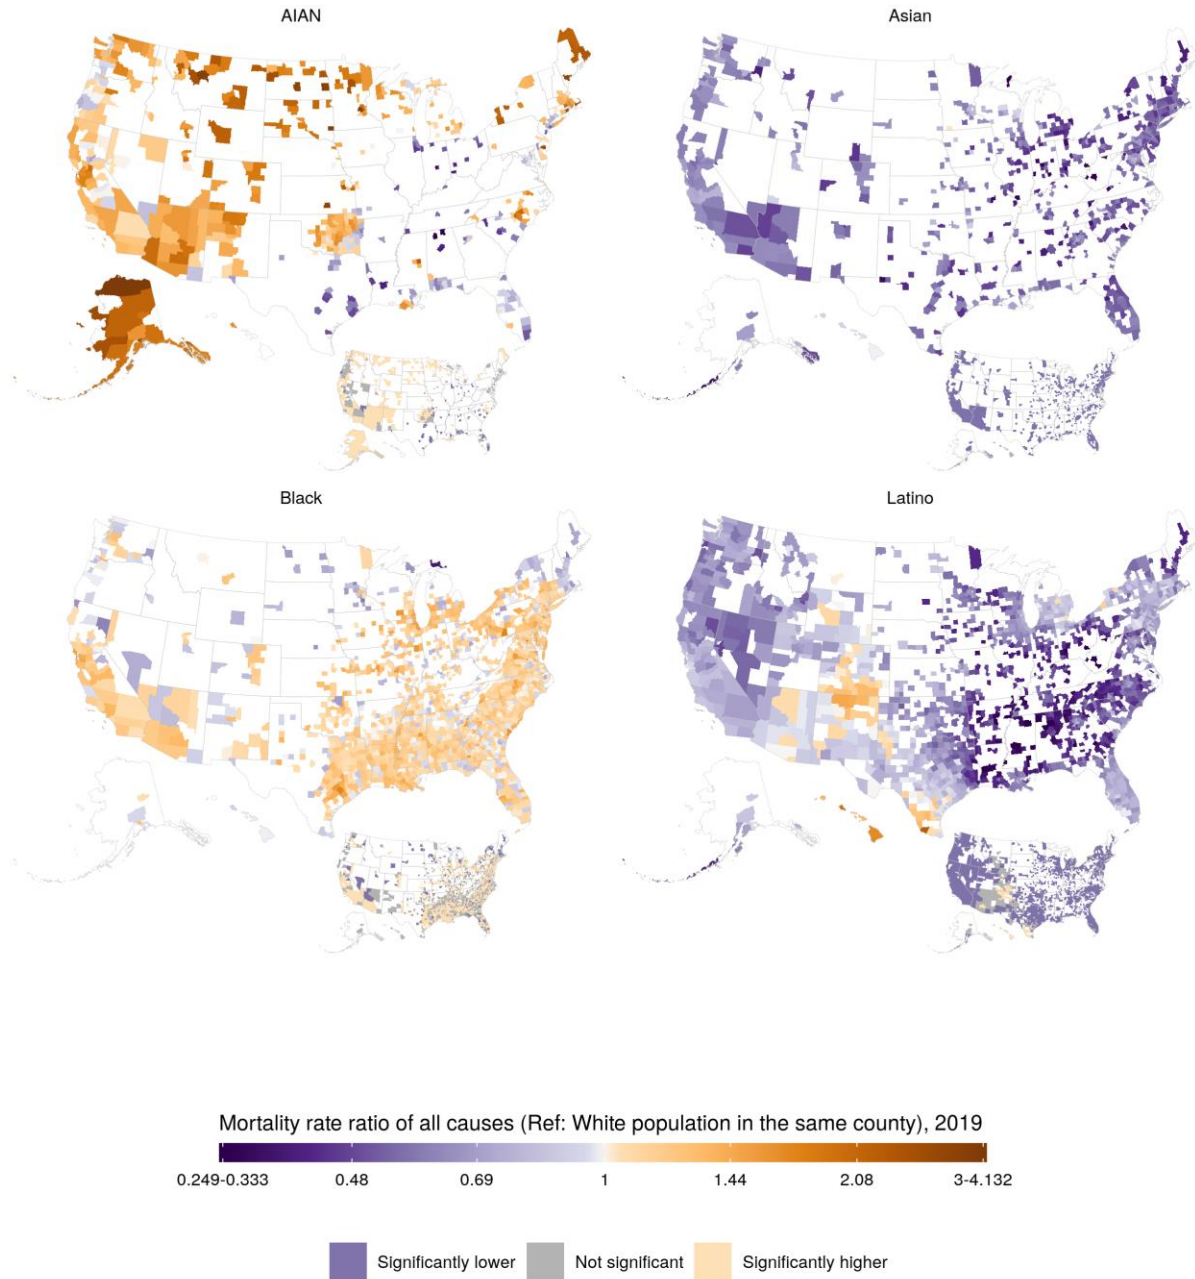 AIAN
Asian
Black
Latino
Mortality rate ratio of all causes (Ref: White population in the same county), 2019
0.249-0.333 0.48 0.69 1 1.44 2.08 3-4.132
Significantly lower Not significant Significantly higher